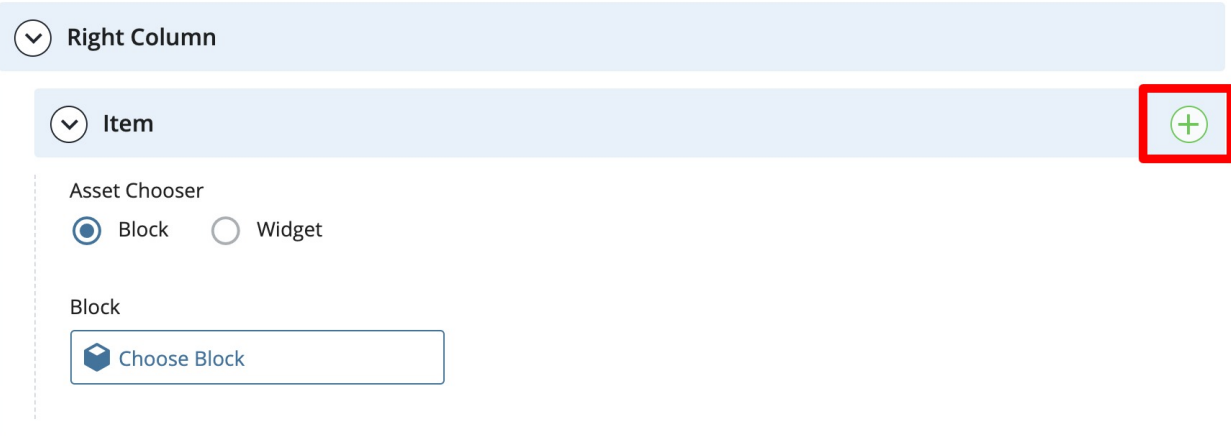 Right Column
Item
Asset Chooser
Block Widget
Block
Choose Block